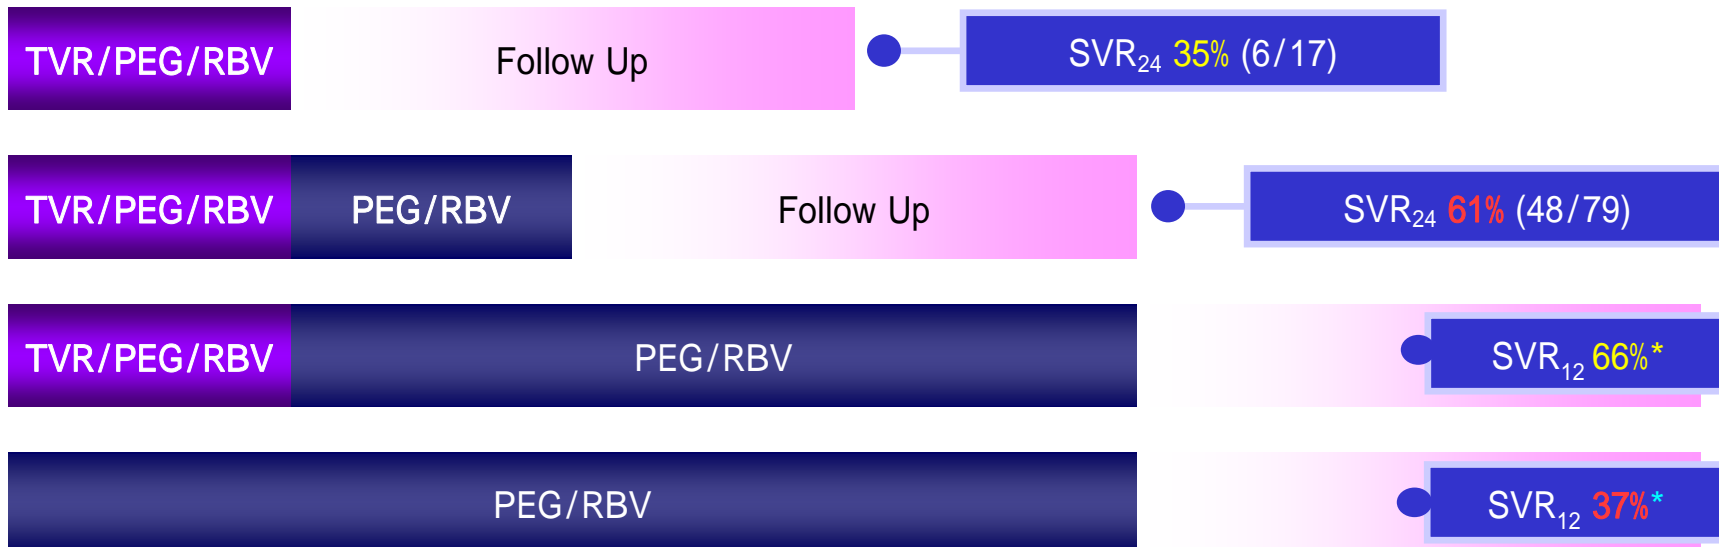 TVR/PEG/RBV Follow Up SVR24 35% (6/17)
TVR/PEG/RBV PEG/RBV Follow Up SVR24 61% (48/79)
TVR/PEG/RBV PEG/RBV SVR12 66%*
PEG/RBV SVR12 37%*